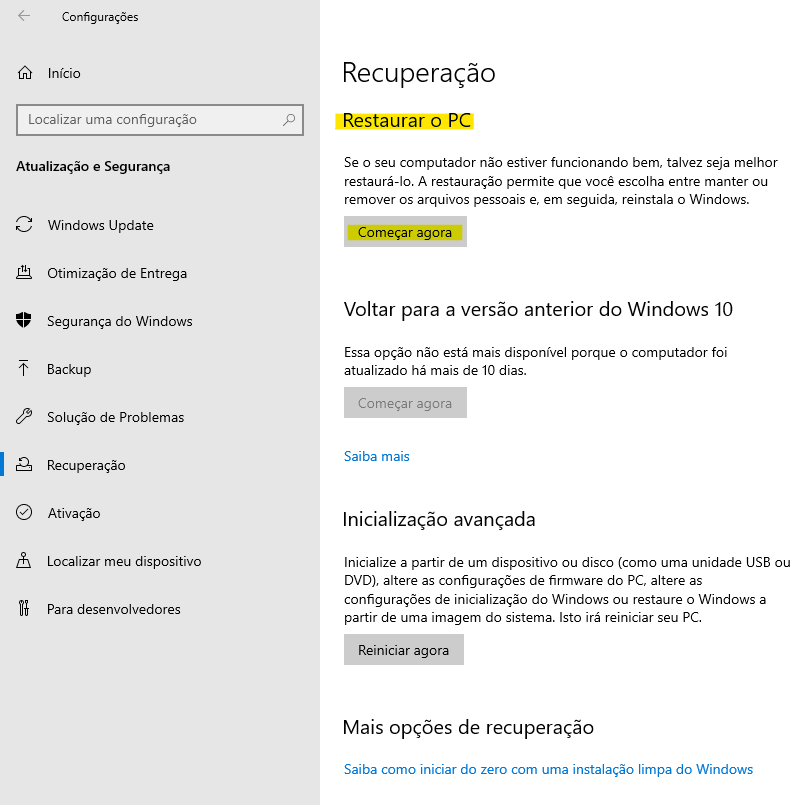 Configurações
Início
Localizar uma configuração
Atualização e Segurança
Windows Update
Otimização de Entrega
Segurança do Windows
Backup
Solução de Problemas
Recuperação
Ativação
Localizar meu dispositivo
Para desenvolvedores
Recuperação
Restaurar o PC
Se o seu computador não estiver funcionando bem, talvez seja melhor
restaurá-lo. A restauração permite que você escolha entre manter ou
remover os arquivos pessoais e, em seguida, reinstala o Windows.
Começar agora
Voltar para a versão anterior do Windows 10
Essa opção não está mais disponível porque o computador foi
atualizado há mais de 10 dias.
Começar agora
Saiba mais
Inicialização avançada
Inicialize a partir de um dispositivo ou disco (como uma unidade USB ou
DVD), altere as configurações de firmware do PC, altere as
configurações de inicialização do Windows ou restaure o Windows a
partir de uma imagem do sistema. Isto irá reiniciar seu PC.
Reiniciar agora
Mais opções de recuperação
Saiba como iniciar do zero com uma instalação limpa do Windows